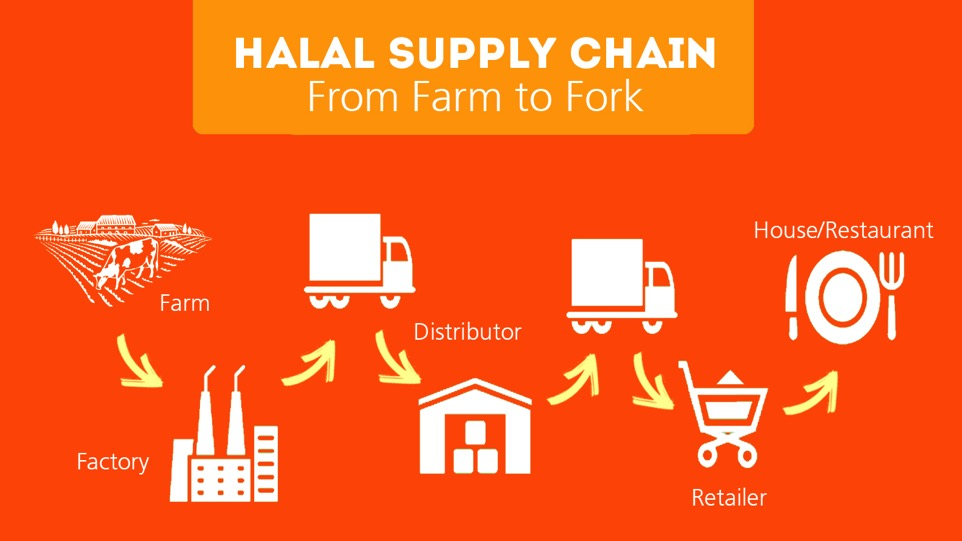 HALAL SUPPLY CHAIN
From Farm to Fork
House/Restaurant
Farm
Distributor
Factory
Retailer